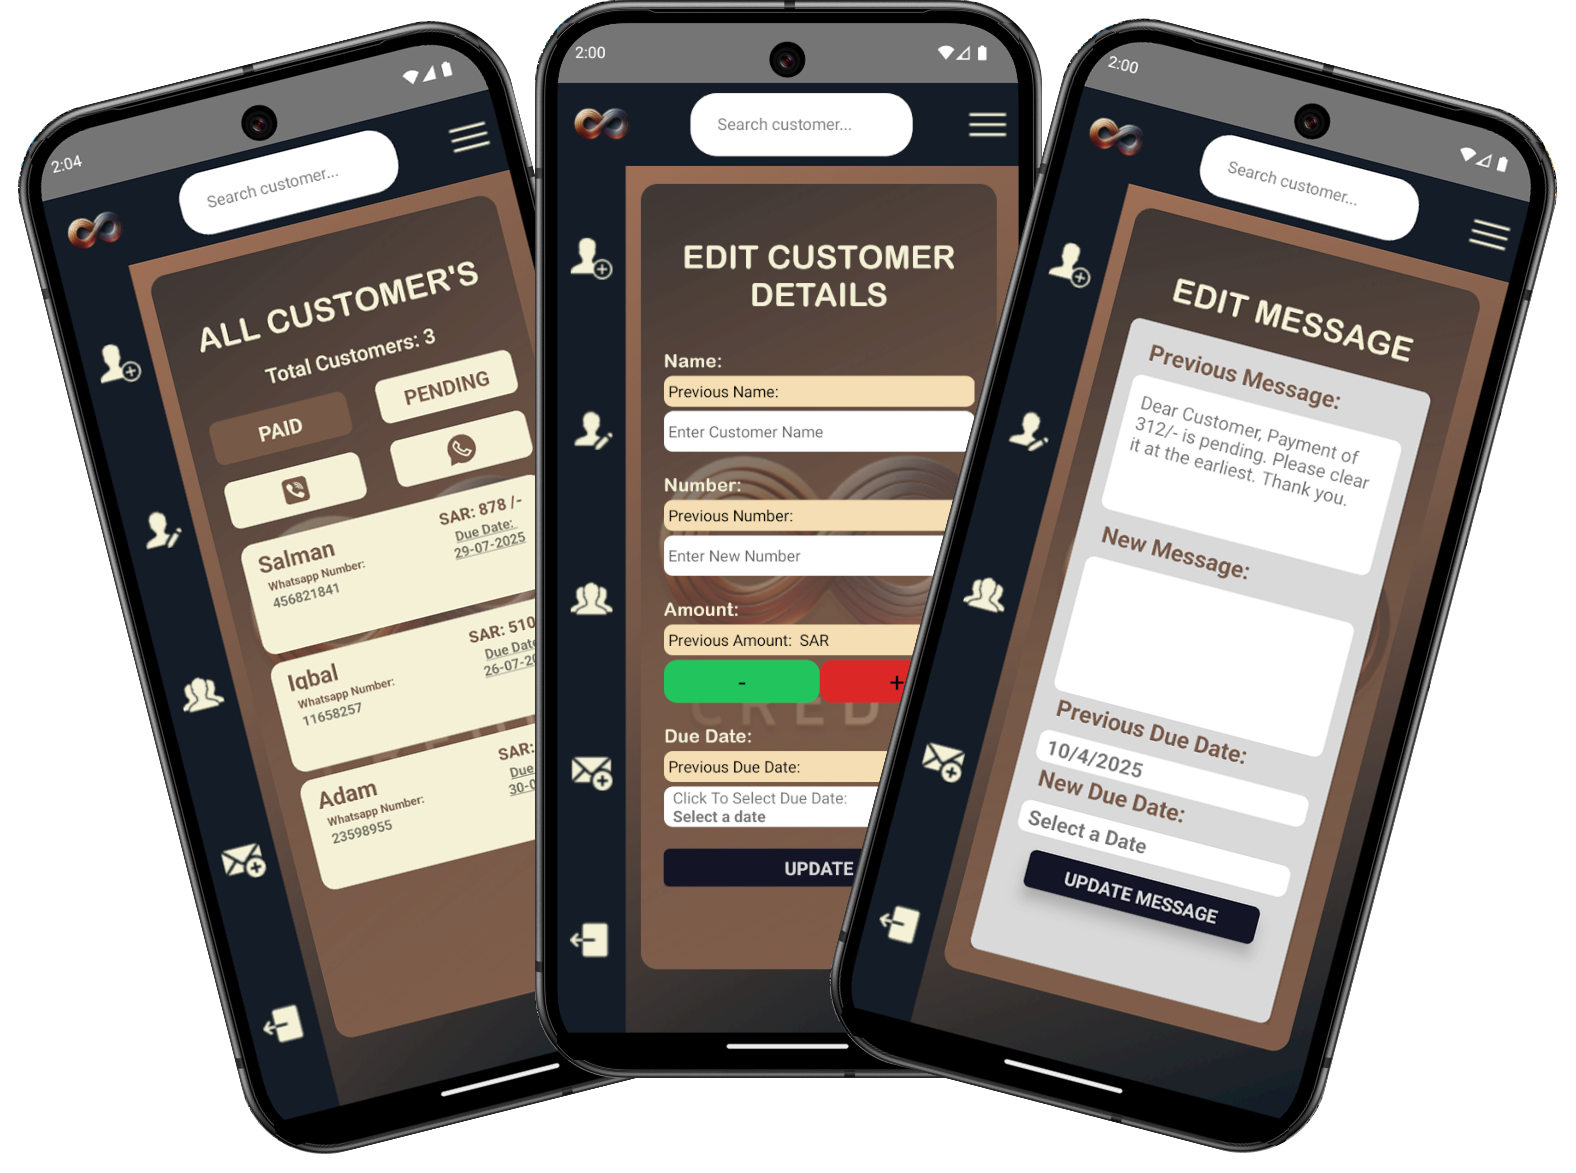 2:04
Search customer...
ALL CUSTOMER'S
Total Customers: 3
PAID
PENDING
Salman
Whatsapp Number:
456821841
SAR: 878 /-
Due Date:
29-07-2025
Iqbal
Whatsapp Number:
11658257
SAR: 510
Due Date
26-07-20
Adam
Whatsapp Number:
23598955
SAR:
Due
30-0
2:00
Search customer...
EDIT CUSTOMER
DETAILS
Name:
Previous Name:
Enter Customer Name
Number:
Previous Number:
Enter New Number
Amount:
Previous Amount: SAR
- +
CRED
Due Date:
Previous Due Date:
Click To Select Due Date:
Select a date
UPDATE
2:00
Search customer...
EDIT MESSAGE
Previous Message:
Dear Customer, Payment of
312/- is pending. Please clear
it at the earliest. Thank you.
New Message:
Previous Due Date:
10/4/2025
New Due Date:
Select a Date
UPDATE MESSAGE